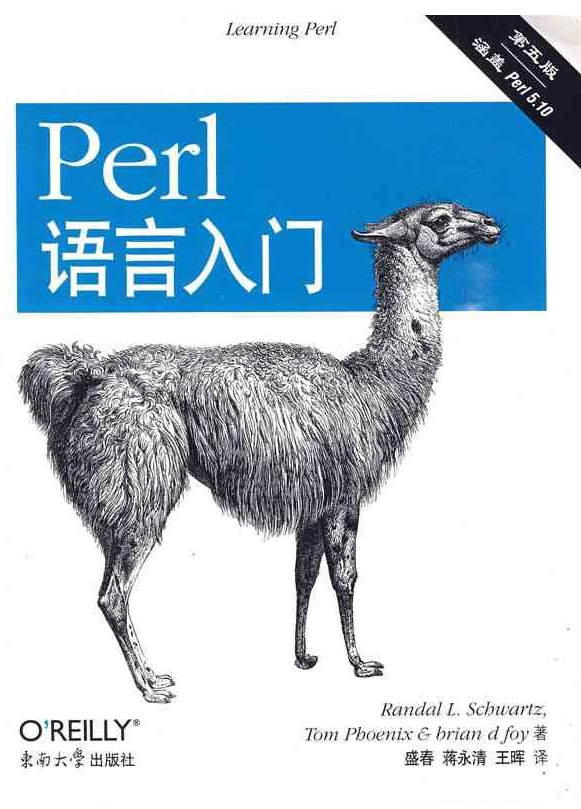 Learning Perl
第五版
涵盖 Perl 5.10
Perl
语言入门
Randal L. Schwartz,
Tom Phoenix & brian d foy 著
盛春 蒋永清 王晖 译
O'REILLY®
东南大学出版社